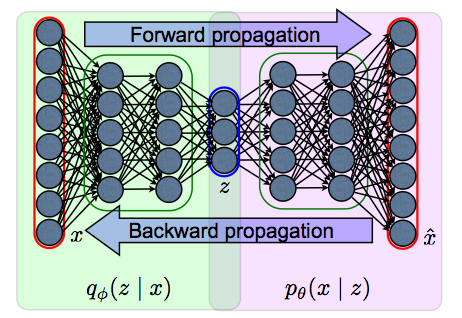 Forward propagation
z
Backward propagation
x
x̂
qϕ(z | x)
pθ(x | z)